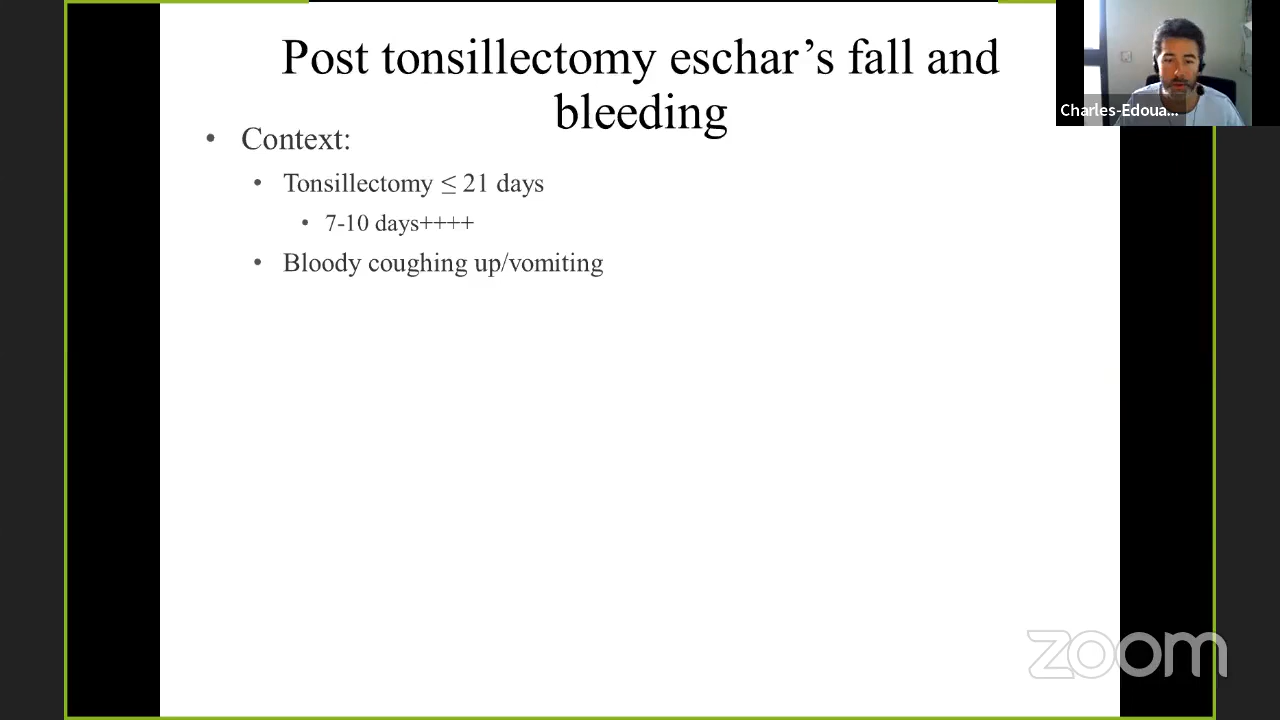 Post tonsillectomy eschar’s fall and
bleeding
• Context:
• Tonsillectomy ≤ 21 days
• 7-10 days++++
• Bloody coughing up/vomiting
Charles-Edoua...
zoom